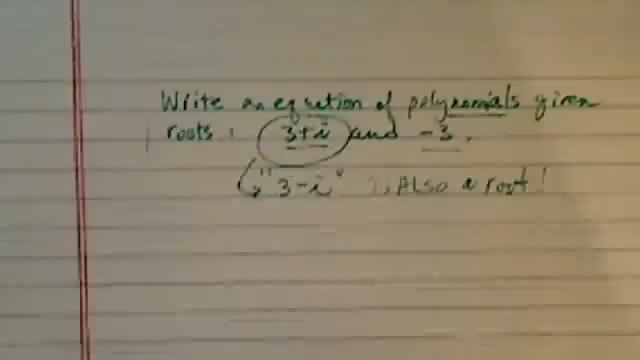 Write an equation of polynomials given
roots: 3+i and -3.
"3-i" is Also a root!